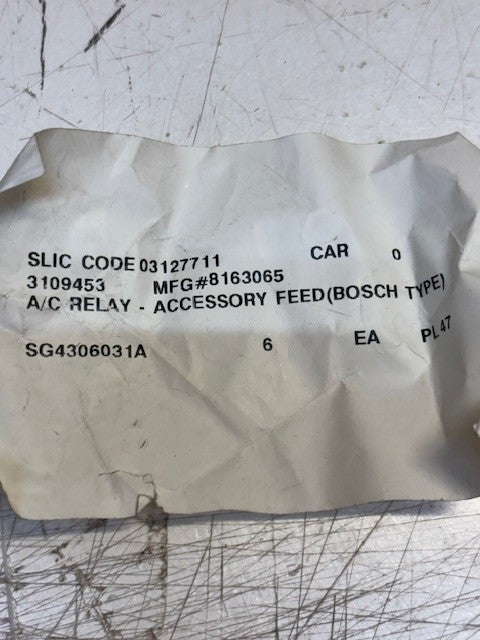 SLIC CODE 03127711 CAR 0
3109453 MFG#8163065
A/C RELAY - ACCESSORY FEED(BOSCH TYPE)
SG4306031A 6 EA PL47